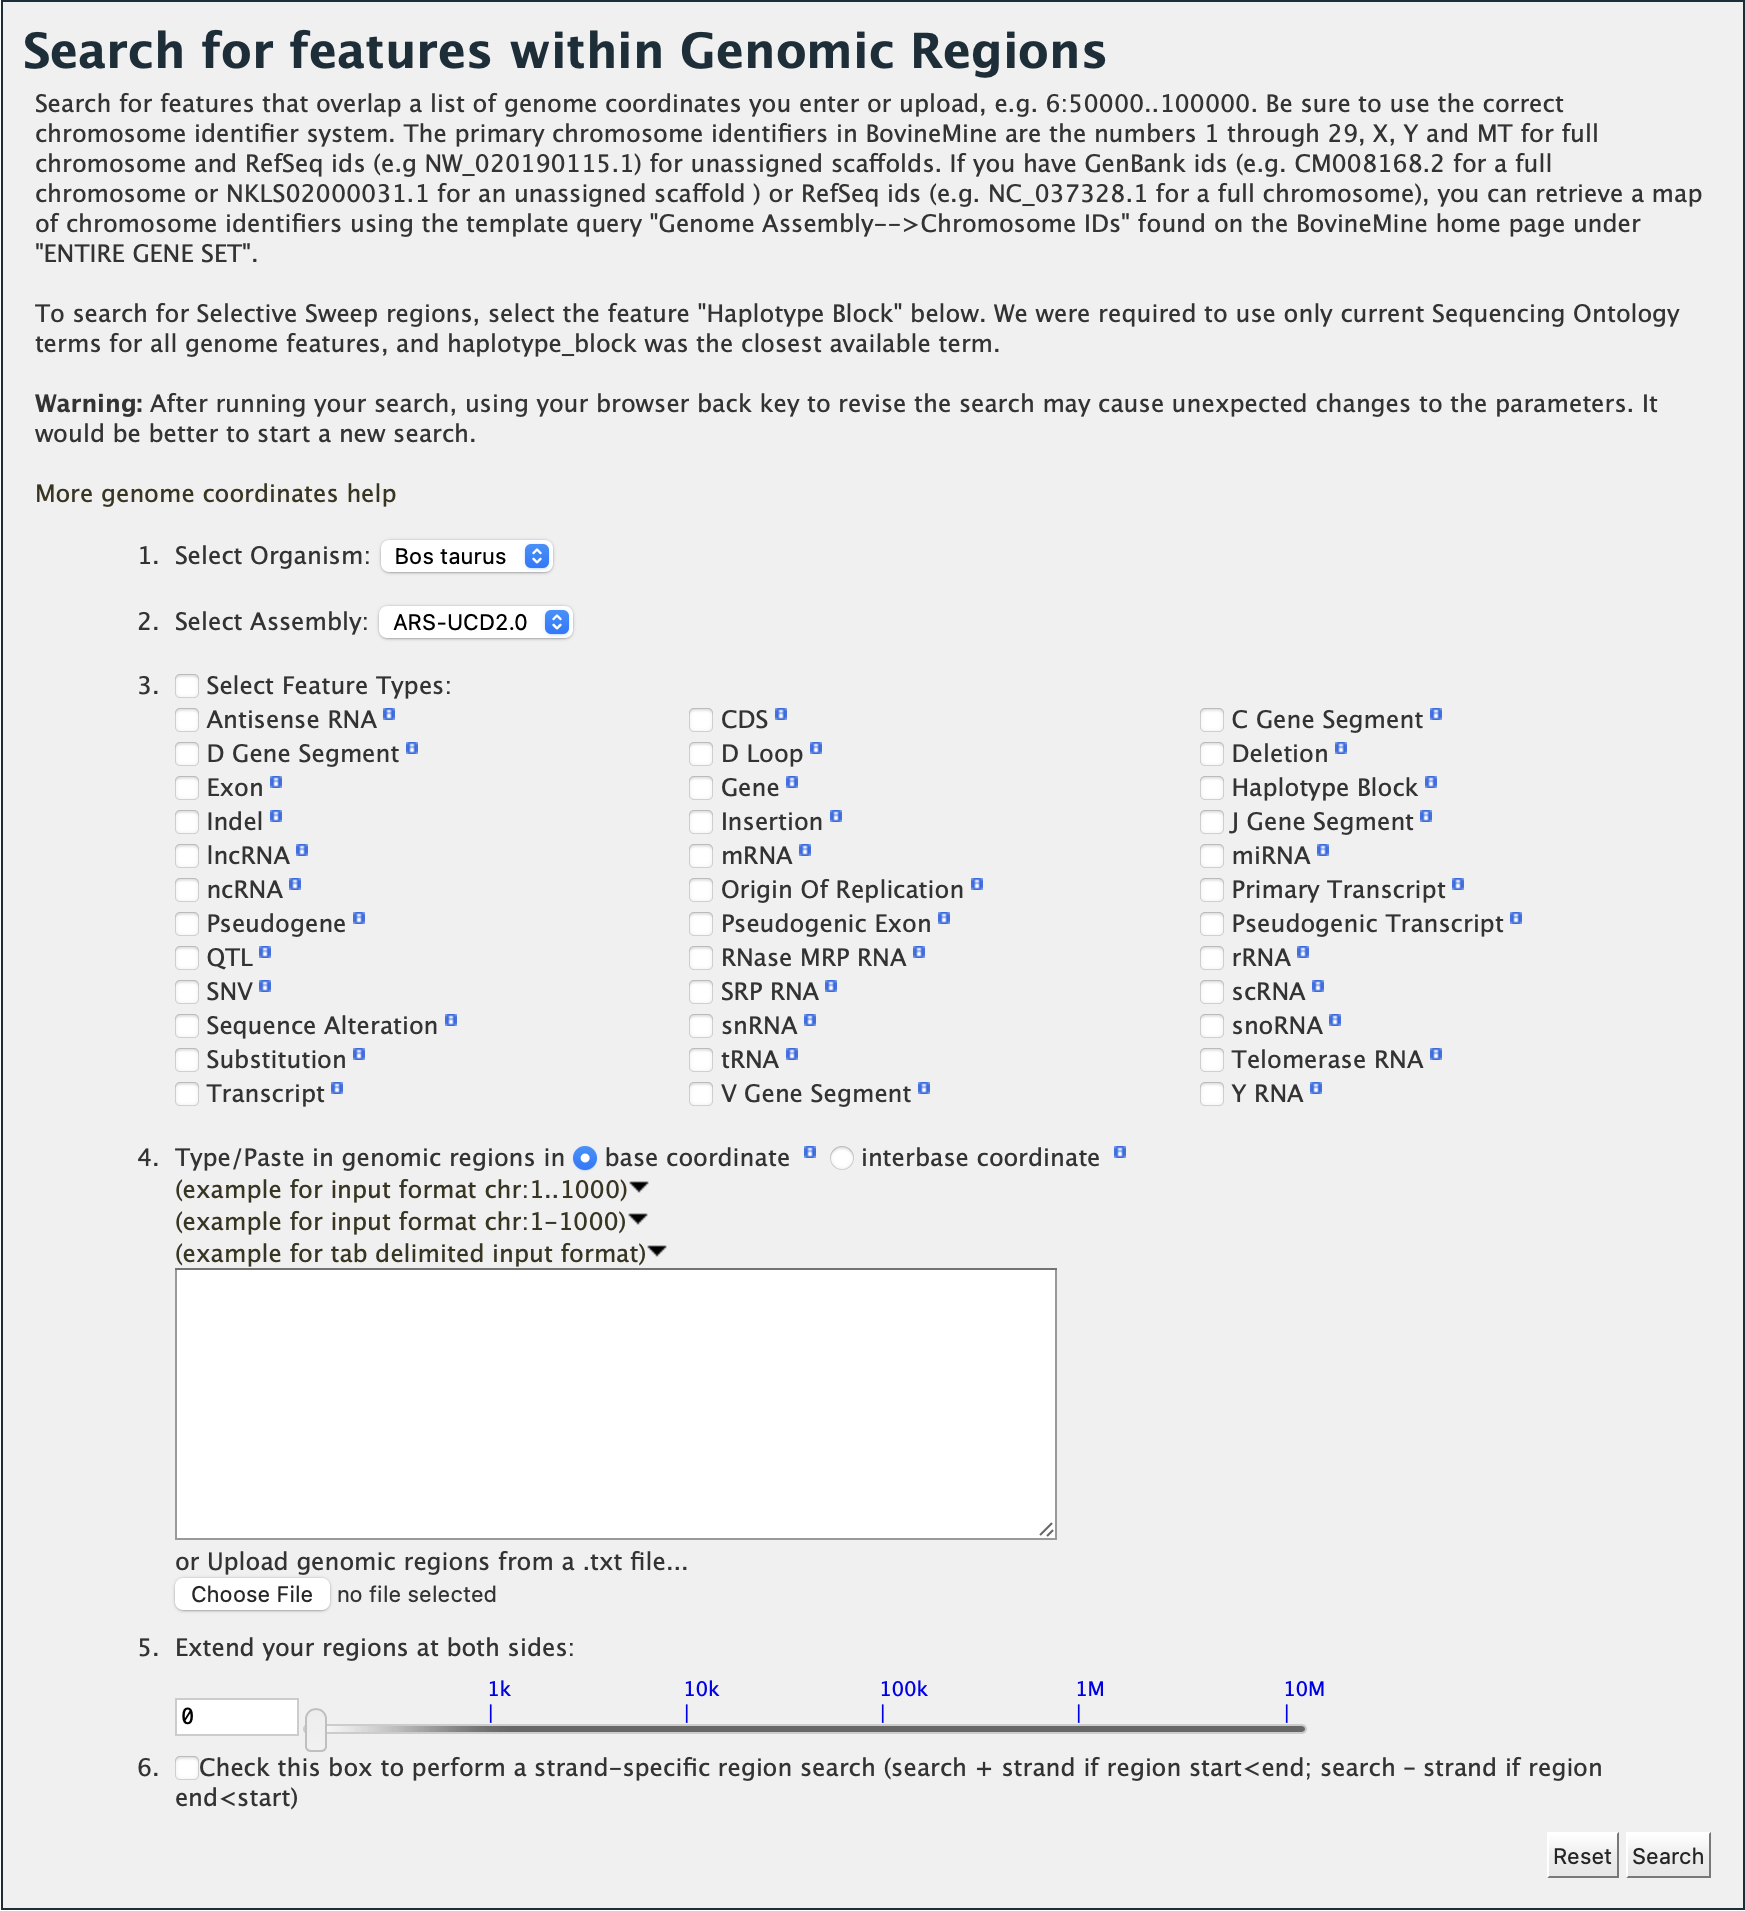 Search for features within Genomic Regions
Search for features that overlap a list of genome coordinates you enter or upload, e.g. 6:50000..100000. Be sure to use the correct
chromosome identifier system. The primary chromosome identifiers in BovineMine are the numbers 1 through 29, X, Y and MT for full
chromosome and RefSeq ids (e.g NW_020190115.1) for unassigned scaffolds. If you have GenBank ids (e.g. CM008168.2 for a full
chromosome or NKLS02000031.1 for an unassigned scaffold ) or RefSeq ids (e.g. NC_037328.1 for a full chromosome), you can retrieve a map
of chromosome identifiers using the template query "Genome Assembly-->Chromosome IDs" found on the BovineMine home page under
"ENTIRE GENE SET".
To search for Selective Sweep regions, select the feature "Haplotype Block" below. We were required to use only current Sequencing Ontology
terms for all genome features, and haplotype_block was the closest available term.
Warning: After running your search, using your browser back key to revise the search may cause unexpected changes to the parameters. It
would be better to start a new search.
More genome coordinates help
1. Select Organism: Bos taurus
2. Select Assembly: ARS-UCD2.0
3. Select Feature Types:
Antisense RNA CDS C Gene Segment
D Gene Segment D Loop Deletion
Exon Gene Haplotype Block
Indel Insertion J Gene Segment
lncRNA mRNA miRNA
ncRNA Origin Of Replication Primary Transcript
Pseudogene Pseudogenic Exon Pseudogenic Transcript
QTL RNase MRP RNA rRNA
SNV SRP RNA scRNA
Sequence Alteration snRNA snoRNA
Substitution tRNA Telomerase RNA
Transcript V Gene Segment Y RNA
4. Type/Paste in genomic regions in base coordinate interbase coordinate
(example for input format chr:1..1000)
(example for input format chr:1-1000)
(example for tab delimited input format)
or Upload genomic regions from a .txt file...
Choose File no file selected
5. Extend your regions at both sides:
1k 10k 100k 1M 10M
0
6. Check this box to perform a strand-specific region search (search + strand if region start<end; search - strand if region
end<start)
Reset Search